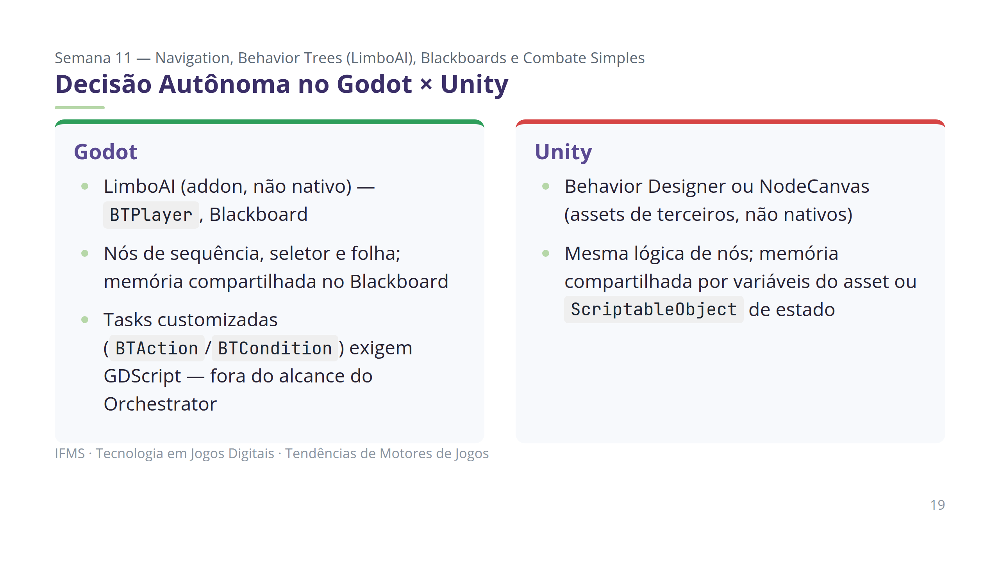 Semana 11 — Navigation, Behavior Trees (LimboAI), Blackboards e Combate Simples
Decisão Autônoma no Godot × Unity
Godot
LimboAI (addon, não nativo) —
BTPlayer, Blackboard
Nós de sequência, seletor e folha;
memória compartilhada no Blackboard
Tasks customizadas
(BTAction/BTCondition) exigem
GDScript — fora do alcance do
Orchestrator
Unity
Behavior Designer ou NodeCanvas
(assets de terceiros, não nativos)
Mesma lógica de nós; memória
compartilhada por variáveis do asset ou
ScriptableObject de estado
IFMS · Tecnologia em Jogos Digitais · Tendências de Motores de Jogos
19